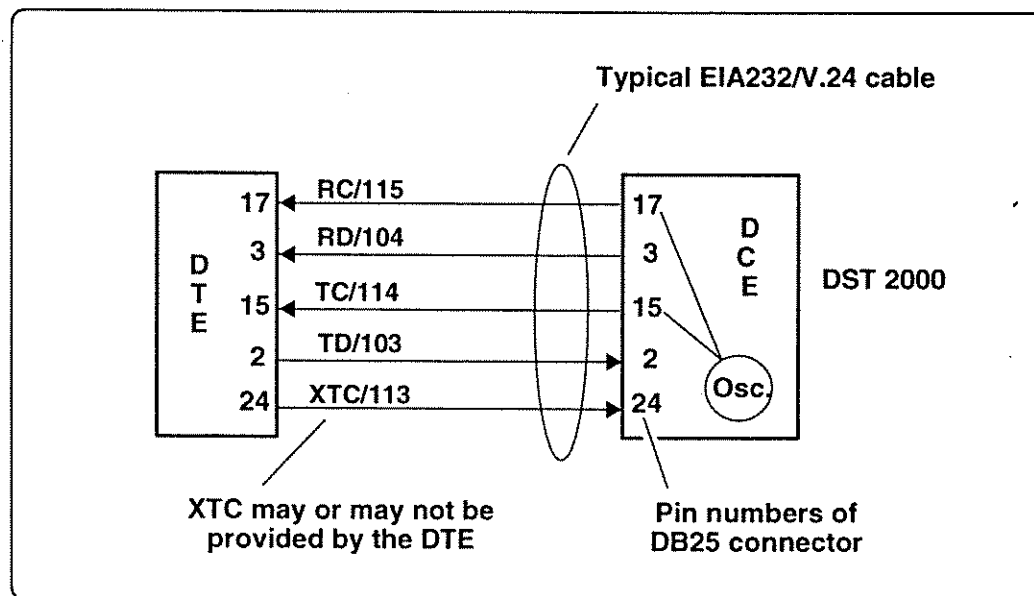 Typical EIA232/V.24 cable
17 RC/115 17
3 RD/104 3
15 TC/114 15
2 TD/103 2
24 XTC/113 24
DTE
DCE
DST 2000
Osc.
XTC may or may not be
provided by the DTE
Pin numbers of
DB25 connector